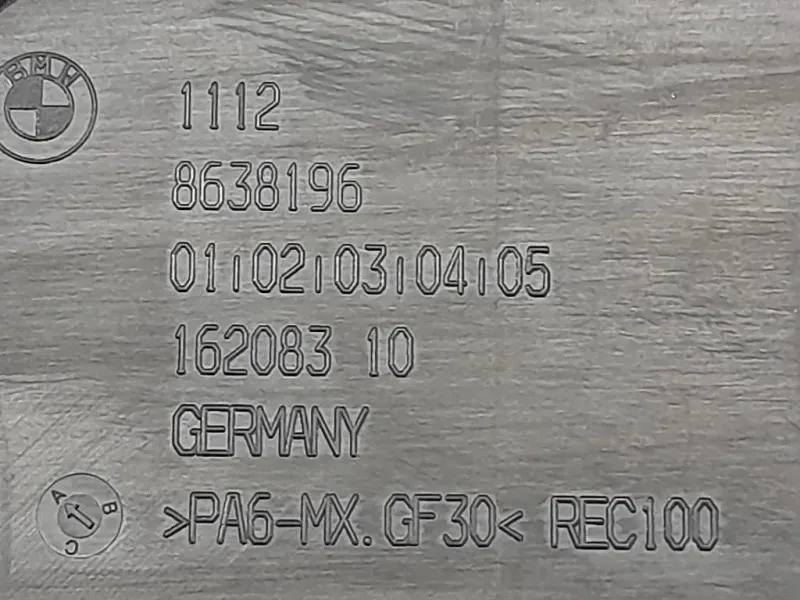 BMW
1112
8638196
01|02|03|04|05
162083 10
GERMANY
A B C
>PA6-MX.GF30< REC100